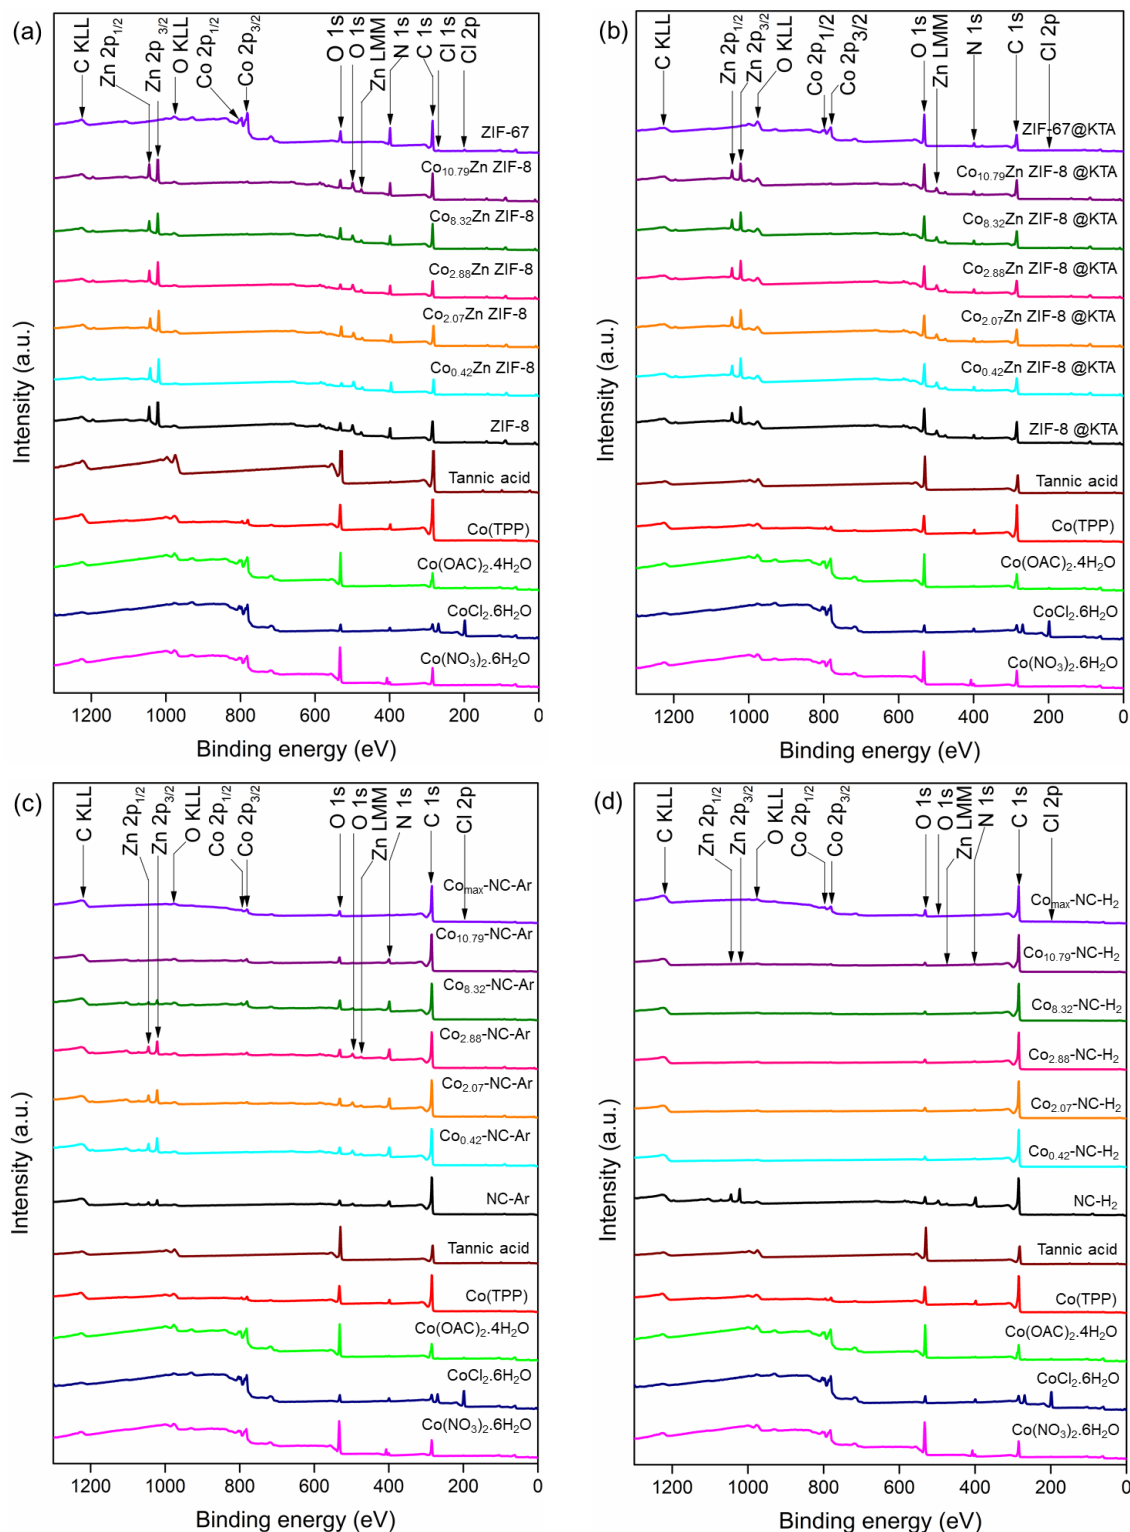 (a)
C KLL
Zn 2p1/2
Zn 2p3/2
O KLL
Co 2p1/2
Co 2p3/2
O 1s
O 1s
Zn LMM
N 1s
C 1s
Cl 1s
Cl 2p
ZIF-67
Co10.79Zn ZIF-8
Co8.32Zn ZIF-8
Co2.88Zn ZIF-8
Co2.07Zn ZIF-8
Co0.42Zn ZIF-8
ZIF-8
Tannic acid
Co(TPP)
Co(OAC)2.4H2O
CoCl2.6H2O
Co(NO3)2.6H2O
Intensity (a.u.)
1200 1000 800 600 400 200 0
Binding energy (eV)
(b)
C KLL
Zn 2p1/2
Zn 2p3/2
O KLL
Co 2p1/2
Co 2p3/2
O 1s
Zn LMM
N 1s
C 1s
Cl 2p
ZIF-67@KTA
Co10.79Zn ZIF-8 @KTA
Co8.32Zn ZIF-8 @KTA
Co2.88Zn ZIF-8 @KTA
Co2.07Zn ZIF-8 @KTA
Co0.42Zn ZIF-8 @KTA
ZIF-8 @KTA
Tannic acid
Co(TPP)
Co(OAC)2.4H2O
CoCl2.6H2O
Co(NO3)2.6H2O
Intensity (a.u.)
1200 1000 800 600 400 200 0
Binding energy (eV)
(c)
C KLL
Zn 2p1/2
Zn 2p3/2
O KLL
Co 2p1/2
Co 2p3/2
O 1s
O 1s
Zn LMM
N 1s
C 1s
Cl 2p
Comax-NC-Ar
Co10.79-NC-Ar
Co8.32-NC-Ar
Co2.88-NC-Ar
Co2.07-NC-Ar
Co0.42-NC-Ar
NC-Ar
Tannic acid
Co(TPP)
Co(OAC)2.4H2O
CoCl2.6H2O
Co(NO3)2.6H2O
Intensity (a.u.)
1200 1000 800 600 400 200 0
Binding energy (eV)
(d)
C KLL
Zn 2p1/2
Zn 2p3/2
O KLL
Co 2p1/2
Co 2p3/2
O 1s
O 1s
Zn LMM
N 1s
C 1s
Cl 2p
Comax-NC-H2
Co10.79-NC-H2
Co8.32-NC-H2
Co2.88-NC-H2
Co2.07-NC-H2
Co0.42-NC-H2
NC-H2
Tannic acid
Co(TPP)
Co(OAC)2.4H2O
CoCl2.6H2O
Co(NO3)2.6H2O
Intensity (a.u.)
1200 1000 800 600 400 200 0
Binding energy (eV)